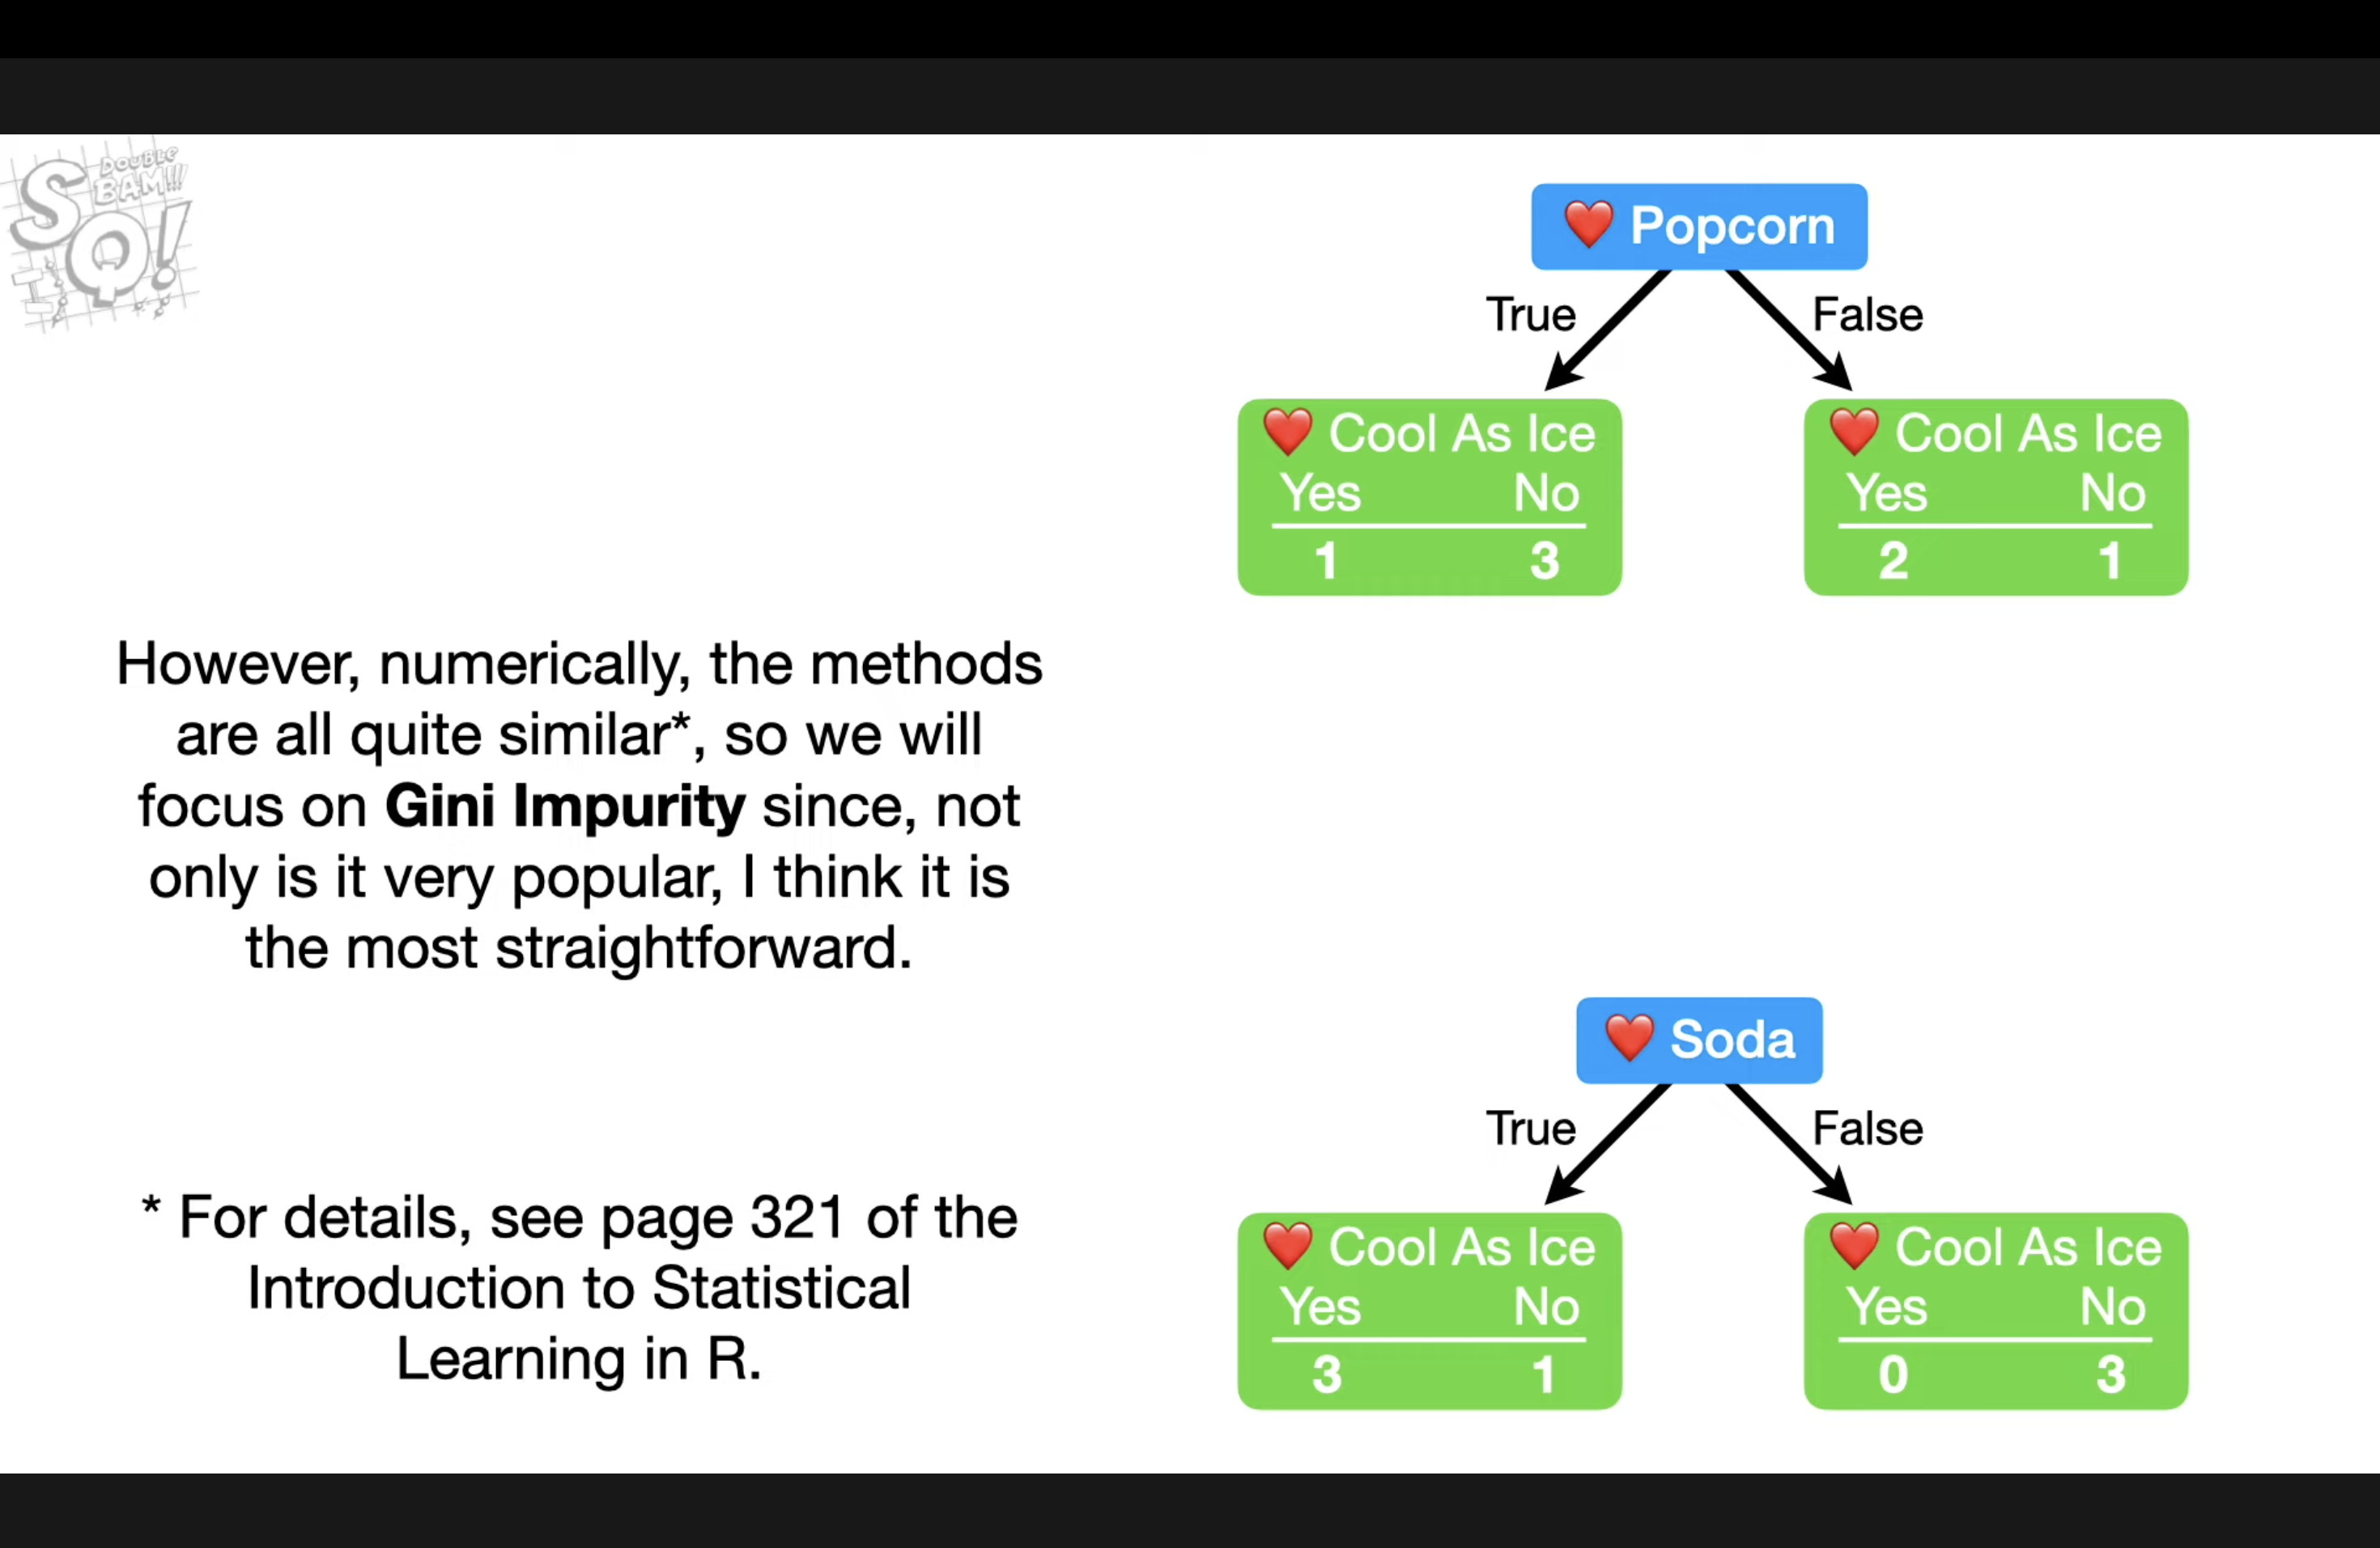 DOUBLE
BAM!!!
SQ!
❤️ Popcorn
True False
❤️ Cool As Ice
Yes No
1 3
❤️ Cool As Ice
Yes No
2 1
However, numerically, the methods
are all quite similar*, so we will
focus on Gini Impurity since, not
only is it very popular, I think it is
the most straightforward.
* For details, see page 321 of the
Introduction to Statistical
Learning in R.
❤️ Soda
True False
❤️ Cool As Ice
Yes No
3 1
❤️ Cool As Ice
Yes No
0 3